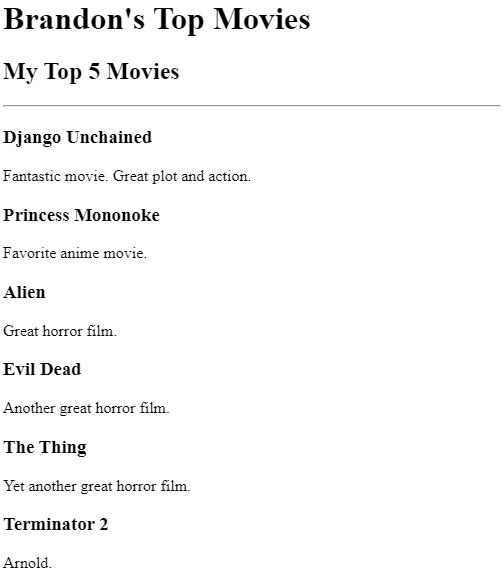 Brandon's Top Movies
My Top 5 Movies
Django Unchained
Fantastic movie. Great plot and action.
Princess Mononoke
Favorite anime movie.
Alien
Great horror film.
Evil Dead
Another great horror film.
The Thing
Yet another great horror film.
Terminator 2
Arnold.